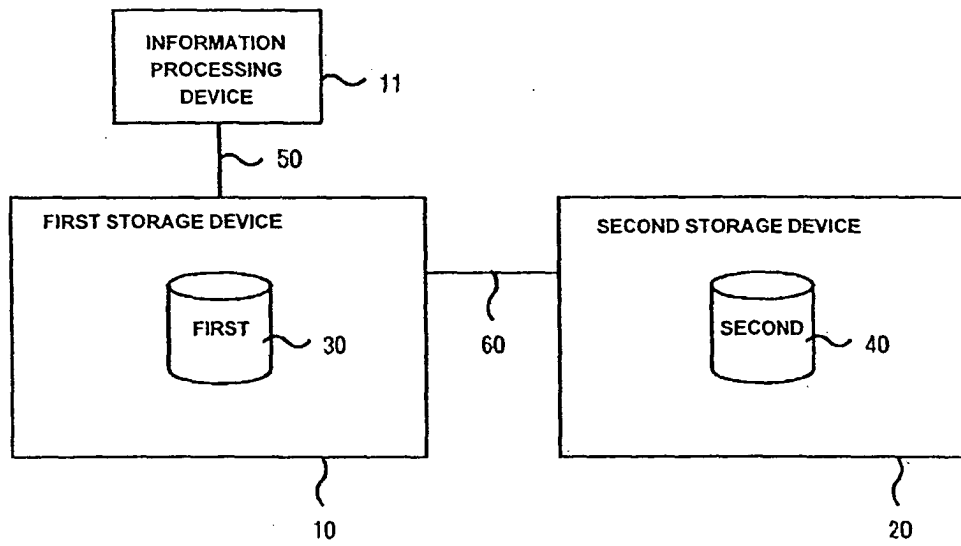 INFORMATION
PROCESSING
DEVICE
11
50
FIRST STORAGE DEVICE
FIRST
30
10
60
SECOND STORAGE DEVICE
SECOND
40
20